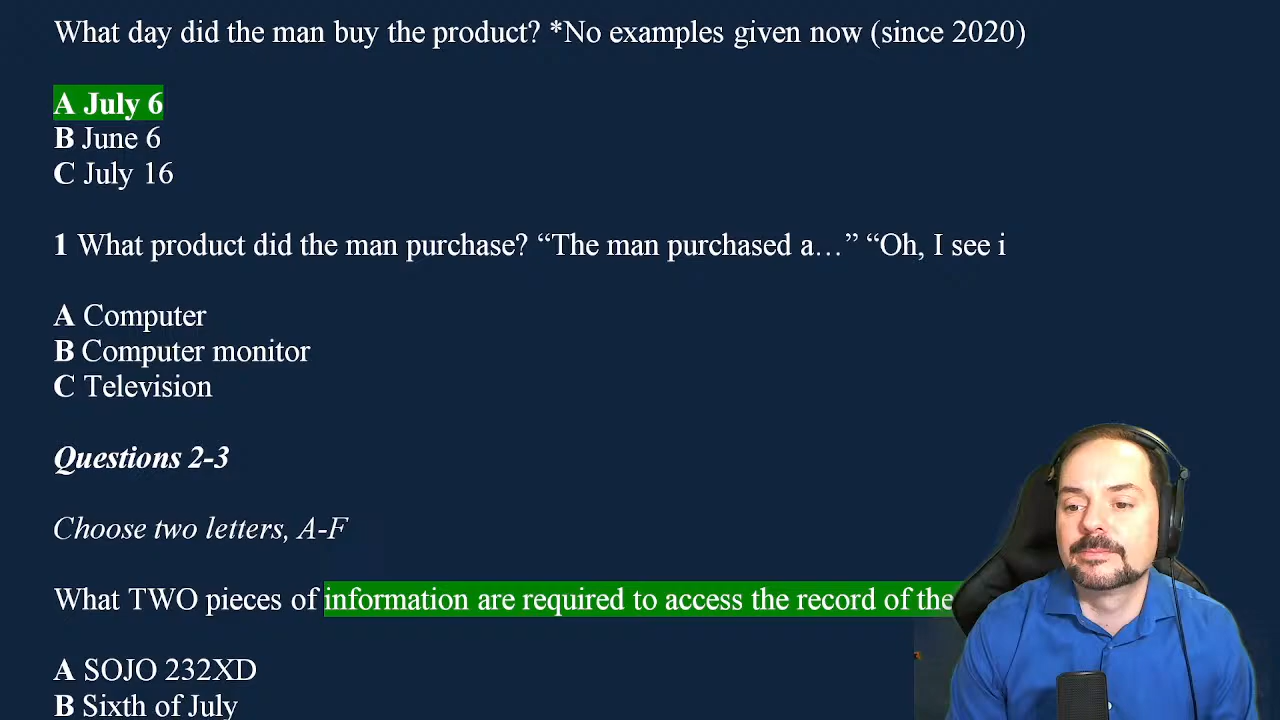 What day did the man buy the product? *No examples given now (since 2020)
A July 6
B June 6
C July 16
1 What product did the man purchase? “The man purchased a…” “Oh, I see i
A Computer
B Computer monitor
C Television
Questions 2-3
Choose two letters, A-F
What TWO pieces of information are required to access the record of the
A SOJO 232XD
B Sixth of July